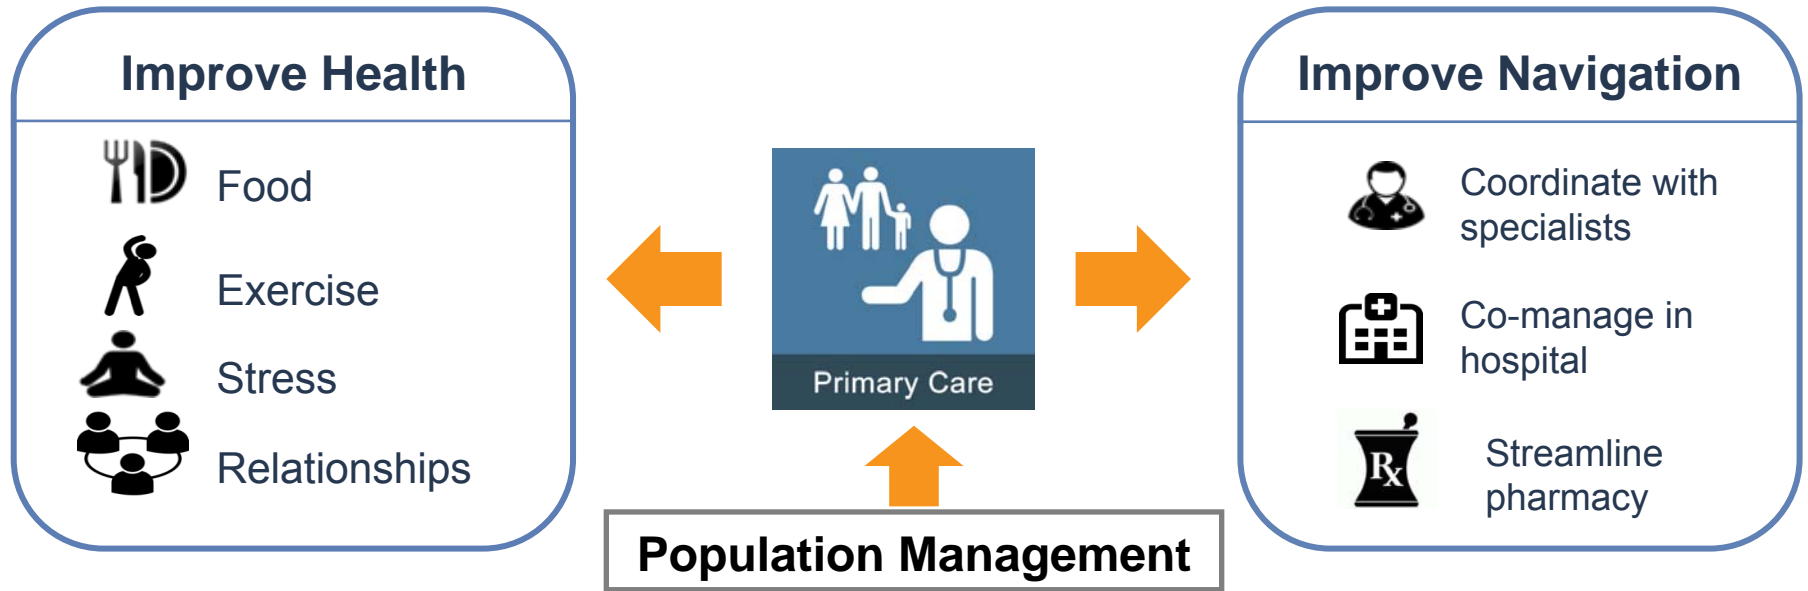 Improve Health
Food
Exercise
Stress
Relationships
Primary Care
Population Management
Improve Navigation
Coordinate with
specialists
Co-manage in
hospital
Rx
Streamline
pharmacy